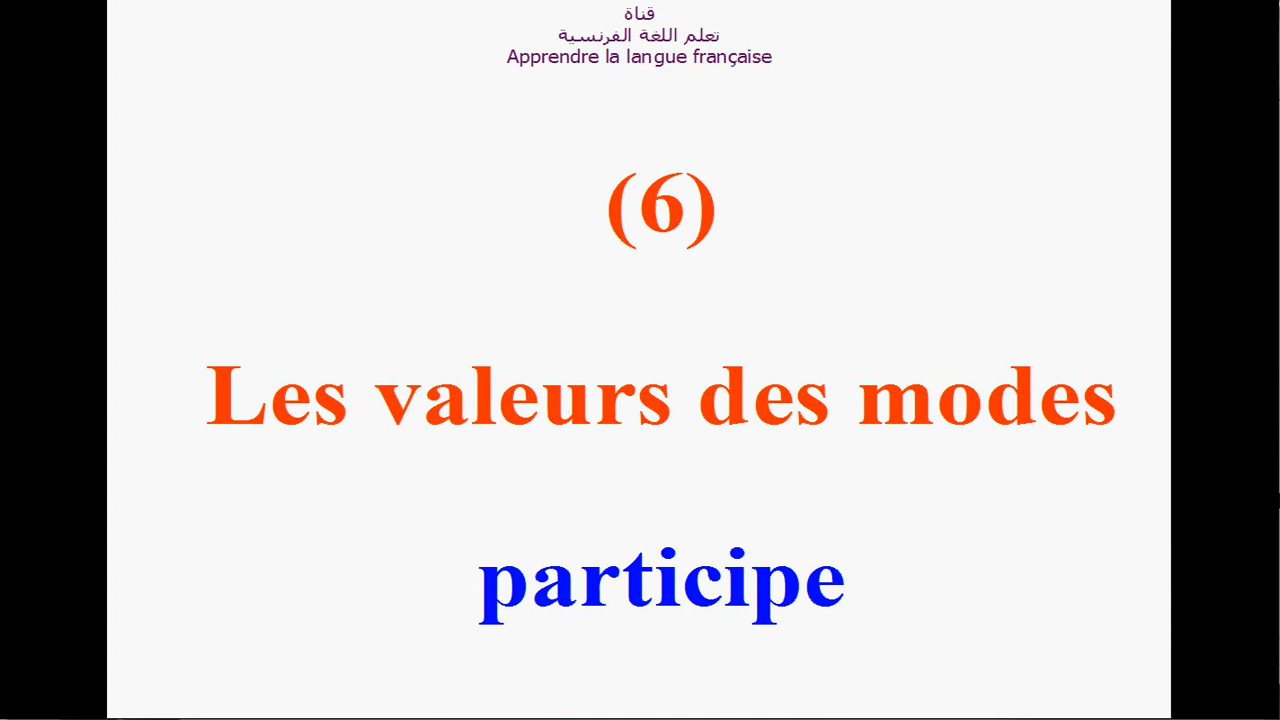 قناة
تعلم اللغة الفرنسية
Apprendre la langue française
(6)
Les valeurs des modes
participe